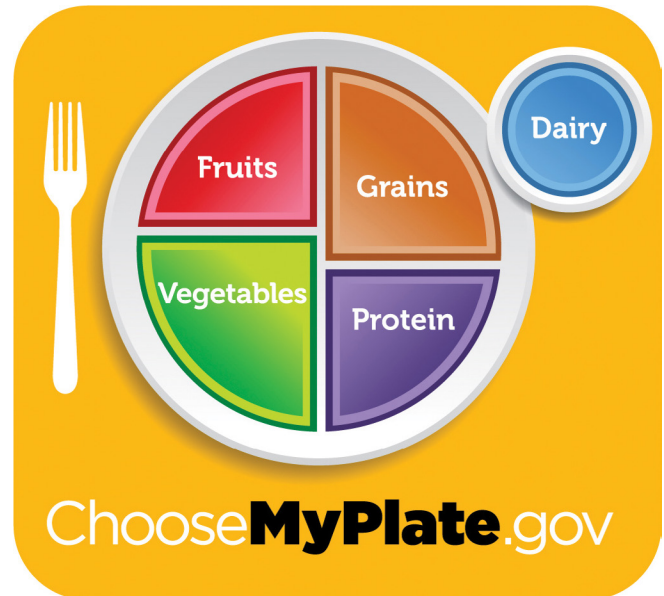 Fruits
Grains
Dairy
Vegetables
Protein
ChooseMyPlate.gov